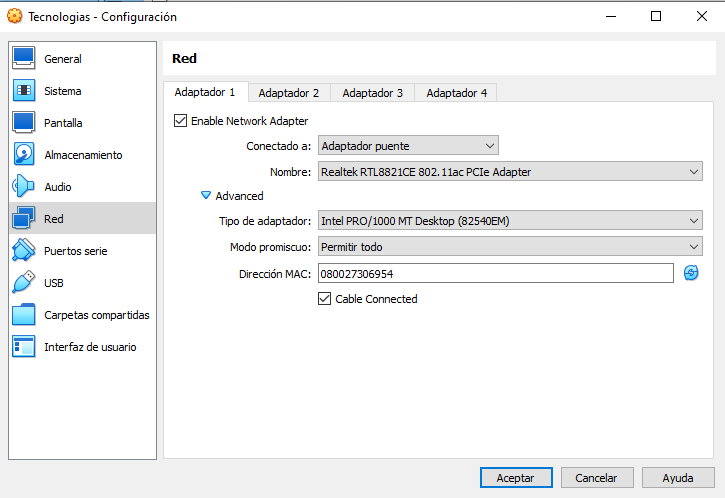 Tecnologias - Configuración
General
Sistema
Pantalla
Almacenamiento
Audio
Red
Puertos serie
USB
Carpetas compartidas
Interfaz de usuario
Red
Adaptador 1 Adaptador 2 Adaptador 3 Adaptador 4
Enable Network Adapter
Conectado a: Adaptador puente
Nombre: Realtek RTL8821CE 802.11ac PCIe Adapter
Advanced
Tipo de adaptador: Intel PRO/1000 MT Desktop (82540EM)
Modo promiscuo: Permitir todo
Dirección MAC: 080027306954
Cable Connected
Aceptar Cancelar Ayuda